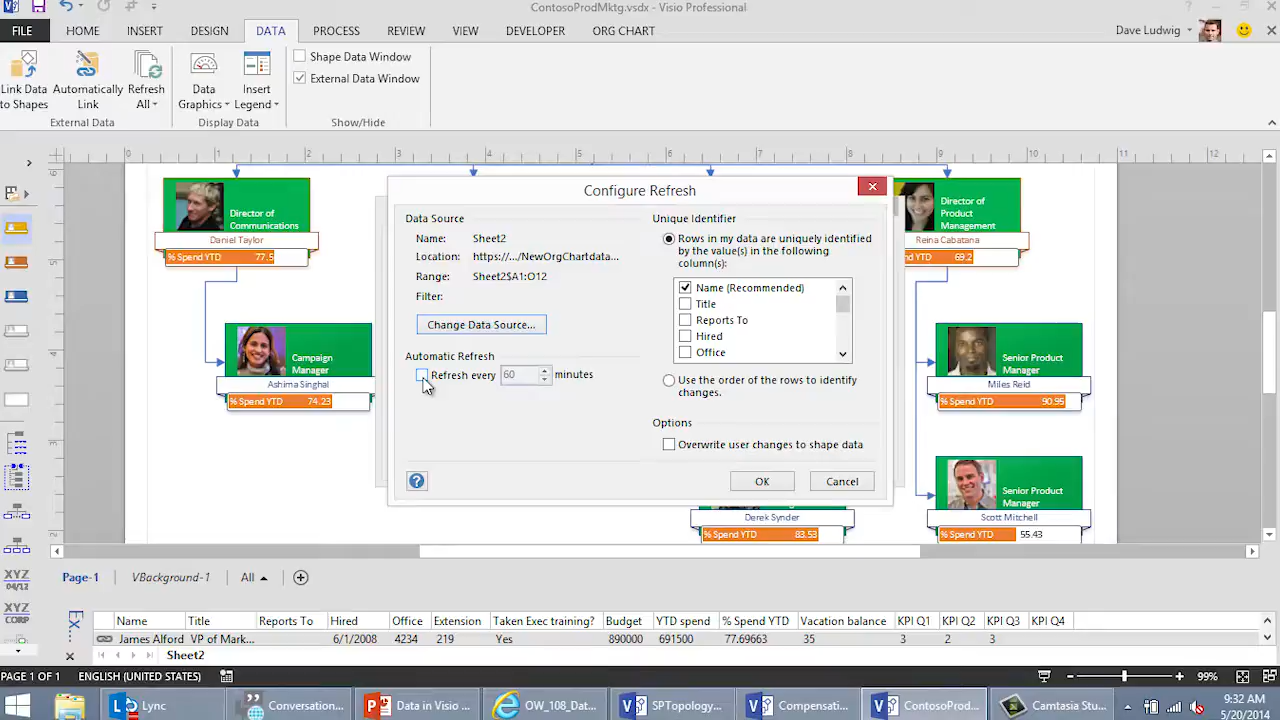 ContosoProdMktg.vsdx - Visio Professional
FILE HOME INSERT DESIGN DATA PROCESS REVIEW VIEW DEVELOPER ORG CHART Dave Ludwig
Link Data to Shapes
Automatically Link
Refresh All
Data Graphics
Insert Legend
Shape Data Window
External Data Window
External Data Display Data Show/Hide
Director of Communications
Daniel Taylor
% Spend YTD 77.5
Campaign Manager
Ashima Singhal
% Spend YTD 74.23
Configure Refresh
Data Source
Name: Sheet2
Location: https://.../NewOrgChartdata...
Range: Sheet2$A1:O12
Filter:
Change Data Source...
Automatic Refresh
Refresh every 60 minutes
Unique Identifier
Rows in my data are uniquely identified
by the value(s) in the following
column(s):
Name (Recommended)
Title
Reports To
Hired
Office
Use the order of the rows to identify
changes.
Options
Overwrite user changes to shape data
OK Cancel
Director of Product Management
Reina Cabatana
% Spend YTD 69.2
Senior Product Manager
Miles Reid
% Spend YTD 90.95
Senior Product Manager
Scott Mitchell
% Spend YTD 55.43
Derek Synder
% Spend YTD 83.53
Page-1 VBackground-1 All
XYZ
04/12
XYZ
CORP
EX...
Name Title Reports To Hired Office Extension Taken Exec training? Budget YTD spend % Spend YTD Vacation balance KPI Q1 KPI Q2 KPI Q3 KPI Q4
James Alford VP of Mark... 6/1/2008 4234 219 Yes 890000 691500 77.69663 35 3 2 3
Sheet2
PAGE 1 OF 1 ENGLISH (UNITED STATES) 99%
Lync Conversation... Data in Visio ... OW_108_Dat... SPTopology... Compensati... ContosoProd... Camtasia Stu...
9:32 AM
5/20/2014